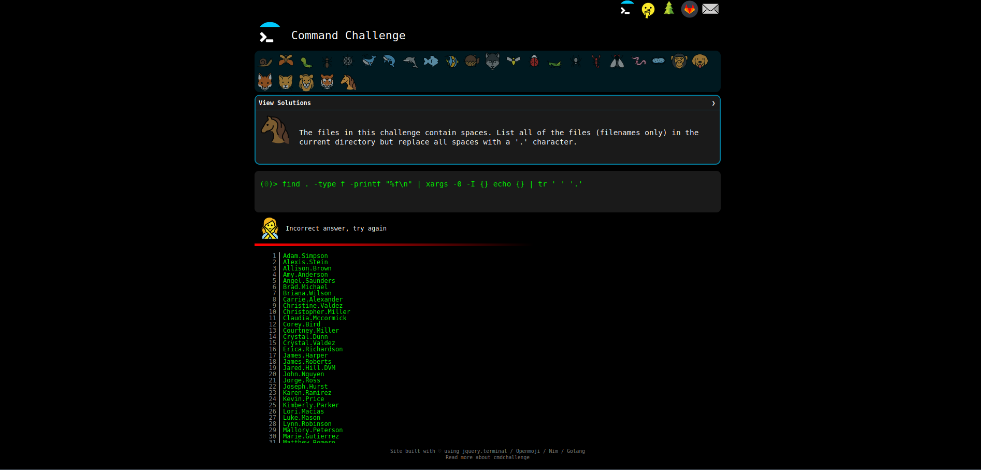 Command Challenge
View Solutions ❯
The files in this challenge contain spaces. List all of the files (filenames only) in the
current directory but replace all spaces with a '.' character.
(0)> find . -type f -printf "%f\n" | xargs -0 -I {} echo {} | tr ' ' '.'
Incorrect answer, try again
1 Adam.Simpson
2 Alexis.Stein
3 Allison.Brown
4 Amy.Anderson
5 Angel.Saunders
6 Brad.Michael
7 Briana.Wilson
8 Carrie.Alexander
9 Christine.Valdez
10 Christopher.Miller
11 Claudia.Mccormick
12 Corey.Bird
13 Courtney.Miller
14 Crystal.Dunn
15 Crystal.Valdez
16 Erica.Richardson
17 James.Harper
18 James.Roberts
19 Jared.Hill.DVM
20 John.Nguyen
21 Jorge.Ross
22 Joseph.Hurst
23 Karen.Ramirez
24 Kevin.Price
25 Kimberly.Parker
26 Lori.Macias
27 Luke.Mason
28 Lynn.Robinson
29 Mallory.Peterson
30 Marie.Gutierrez
31 Matthew.Romero
Site built with ♡ using jquery.terminal / Openmoji / Nim / Golang
Read more about cmdchallenge